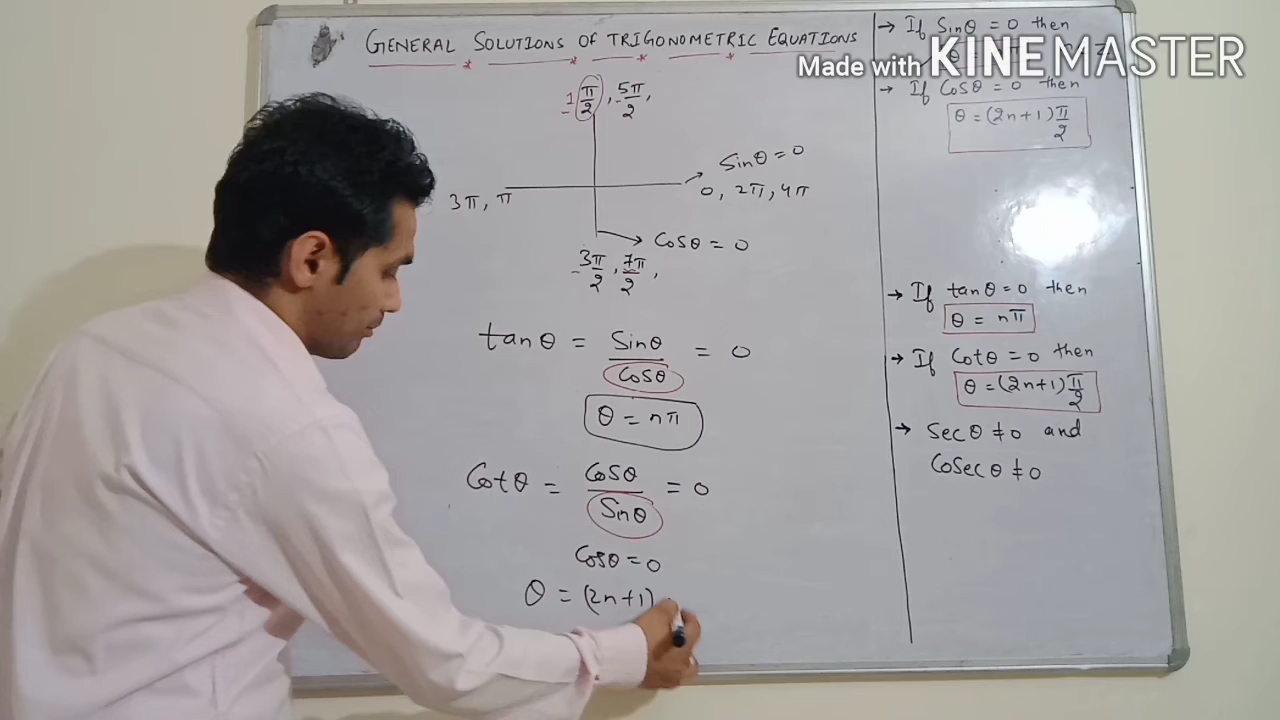 GENERAL SOLUTIONS OF TRIGONOMETRIC EQUATIONS
1 π/2, 5π/2,
Sinθ = 0
3π, π
0, 2π, 4π
Cosθ = 0
3π/2, 7π/2,
tanθ = Sinθ/Cosθ = 0
θ = nπ
Cotθ = Cosθ/Sinθ = 0
Cosθ = 0
θ = (2n+1)
→ If Sinθ = 0 then
Made with KINEMASTER
→ If Cosθ = 0 then
θ = (2n+1) π/2
→ If tanθ = 0 then
θ = nπ
→ If Cotθ = 0 then
θ = (2n+1) π/2
→ Secθ ≠ 0 and
Cosecθ ≠ 0